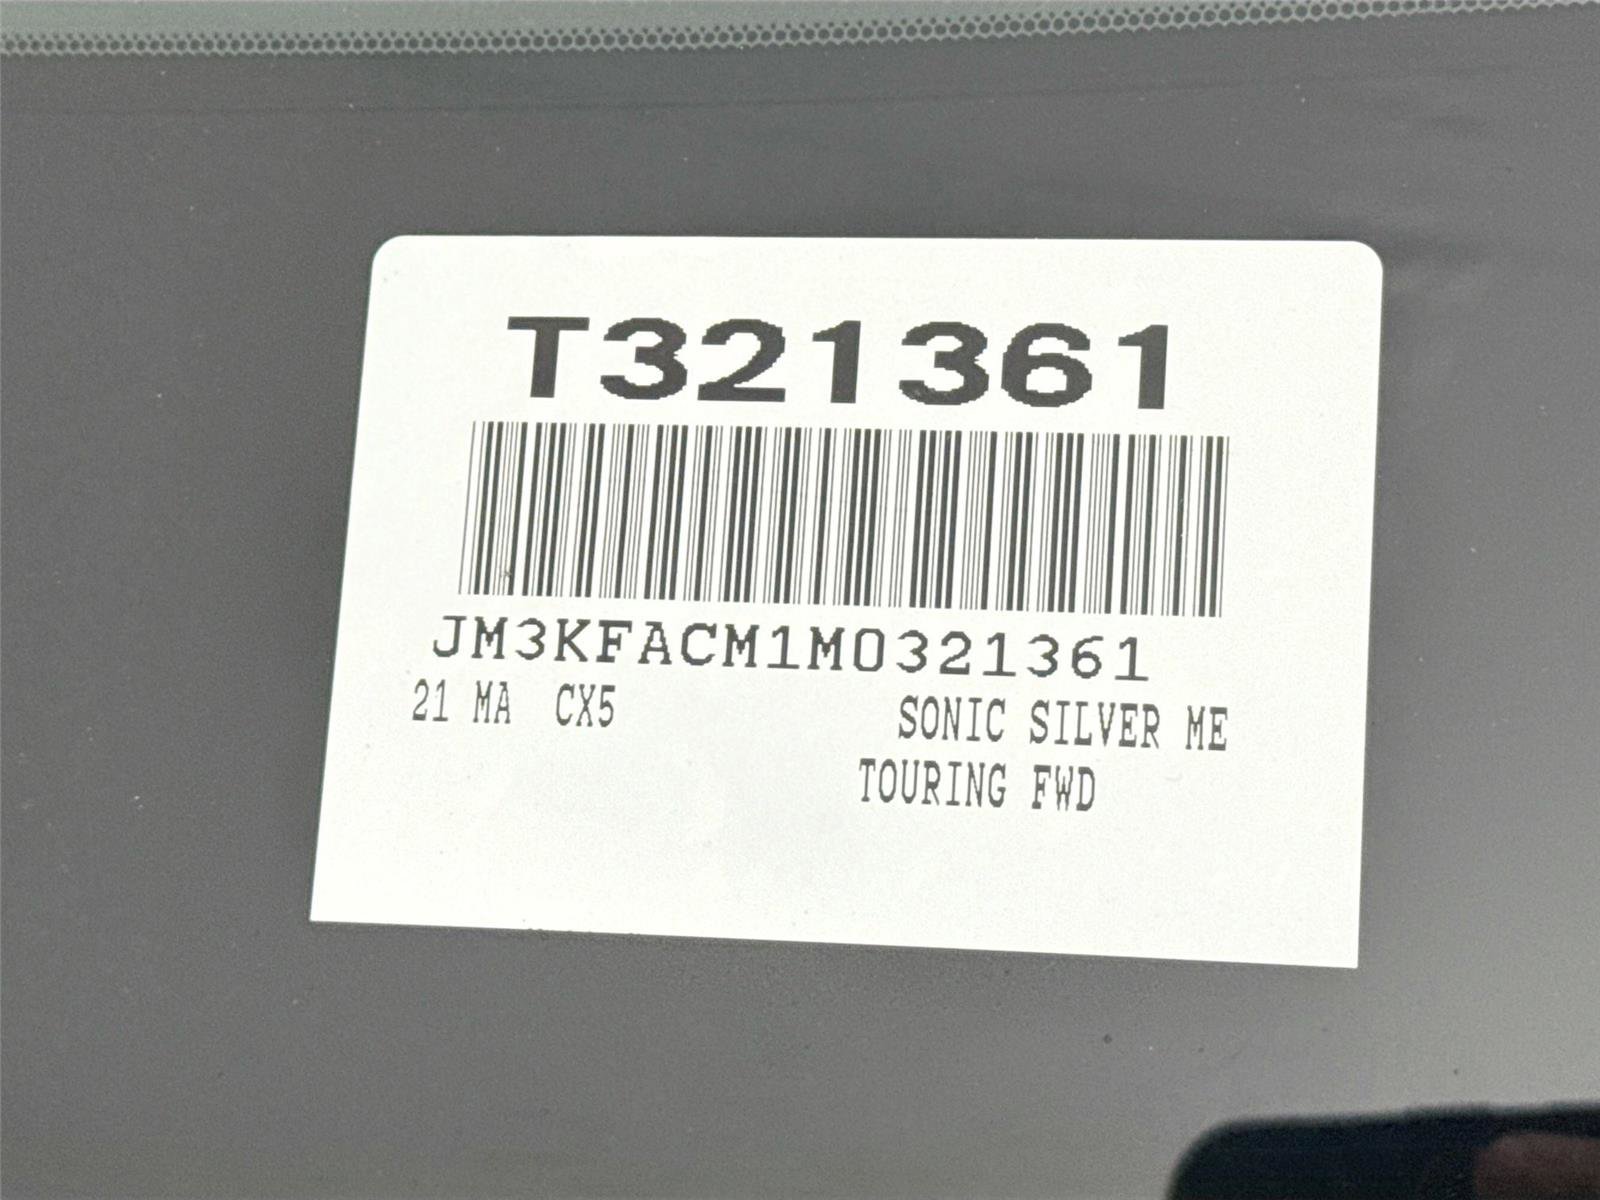 T321361
JM3KFACM1M0321361
21 MA CX5 SONIC SILVER ME
TOURING FWD